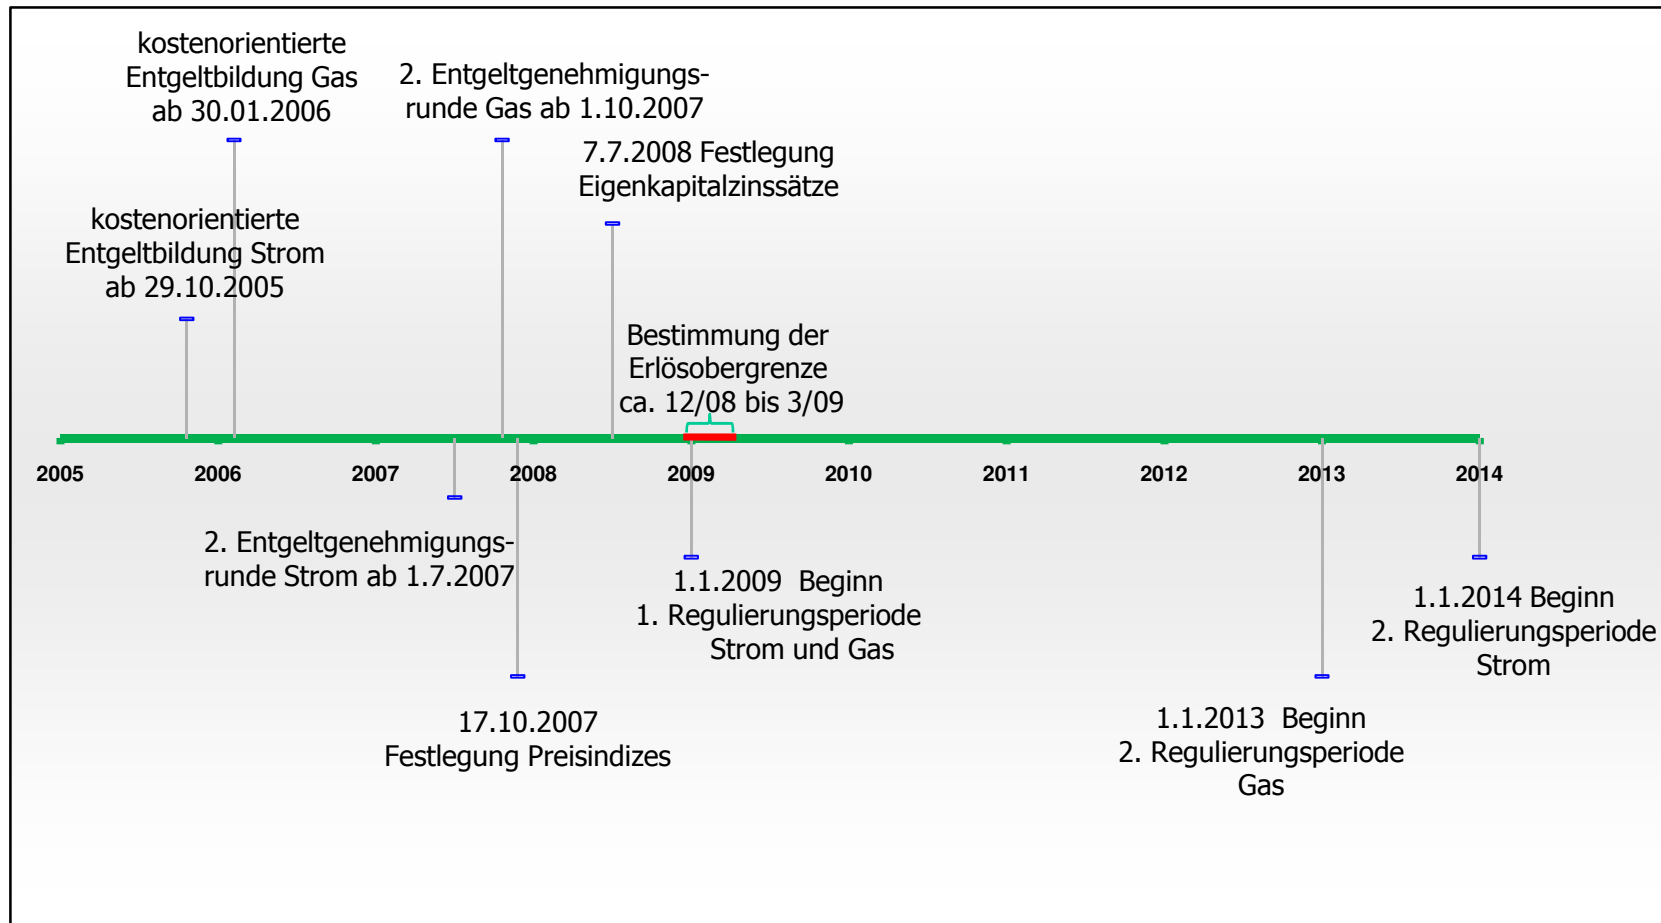 kostenorientierte
Entgeltbildung Gas
ab 30.01.2006
2. Entgeltgenehmigungs-
runde Gas ab 1.10.2007
7.7.2008 Festlegung
Eigenkapitalzinssätze
kostenorientierte
Entgeltbildung Strom
ab 29.10.2005
Bestimmung der
Erlösobergrenze
ca. 12/08 bis 3/09
2005 2006 2007 2008 2009 2010 2011 2012 2013 2014
2. Entgeltgenehmigungs-
runde Strom ab 1.7.2007
1.1.2009 Beginn
1. Regulierungsperiode
Strom und Gas
1.1.2014 Beginn
2. Regulierungsperiode
Strom
17.10.2007
Festlegung Preisindizes
1.1.2013 Beginn
2. Regulierungsperiode
Gas